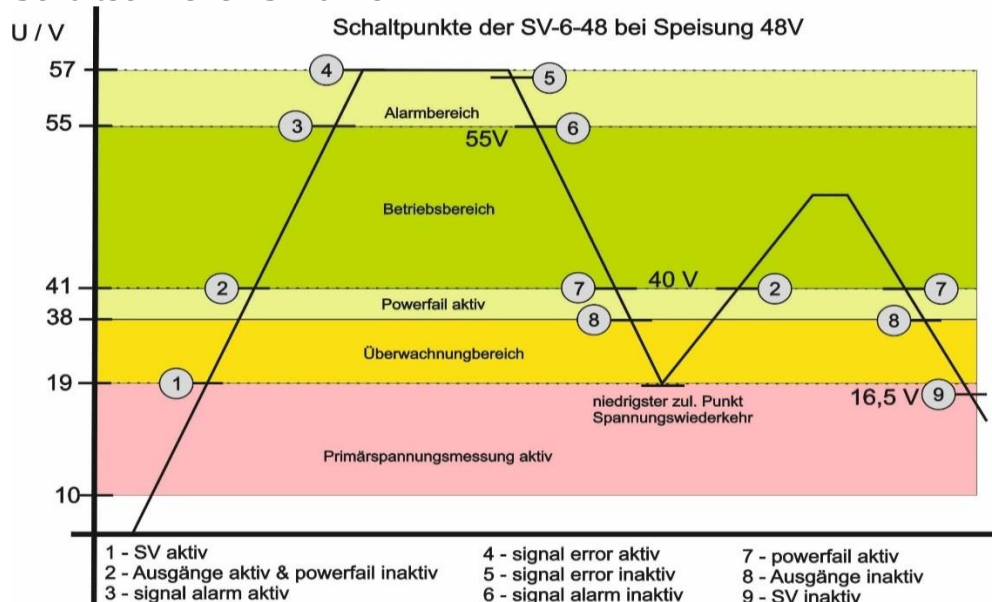 U / V
Schaltpunkte der SV-6-48 bei Speisung 48V
57
4
5
Alarmbereich
55
3
55V
6
Betriebsbereich
41
2
7
40 V
2
7
Powerfail aktiv
38
8
8
Überwachnungbereich
19
1
niedrigster zul. Punkt
Spannungswiederkehr
16,5 V
9
Primärspannungsmessung aktiv
10
1 - SV aktiv
2 - Ausgänge aktiv & powerfail inaktiv
3 - signal alarm aktiv
4 - signal error aktiv
5 - signal error inaktiv
6 - signal alarm inaktiv
7 - powerfail aktiv
8 - Ausgänge inaktiv
9 - SV inaktiv